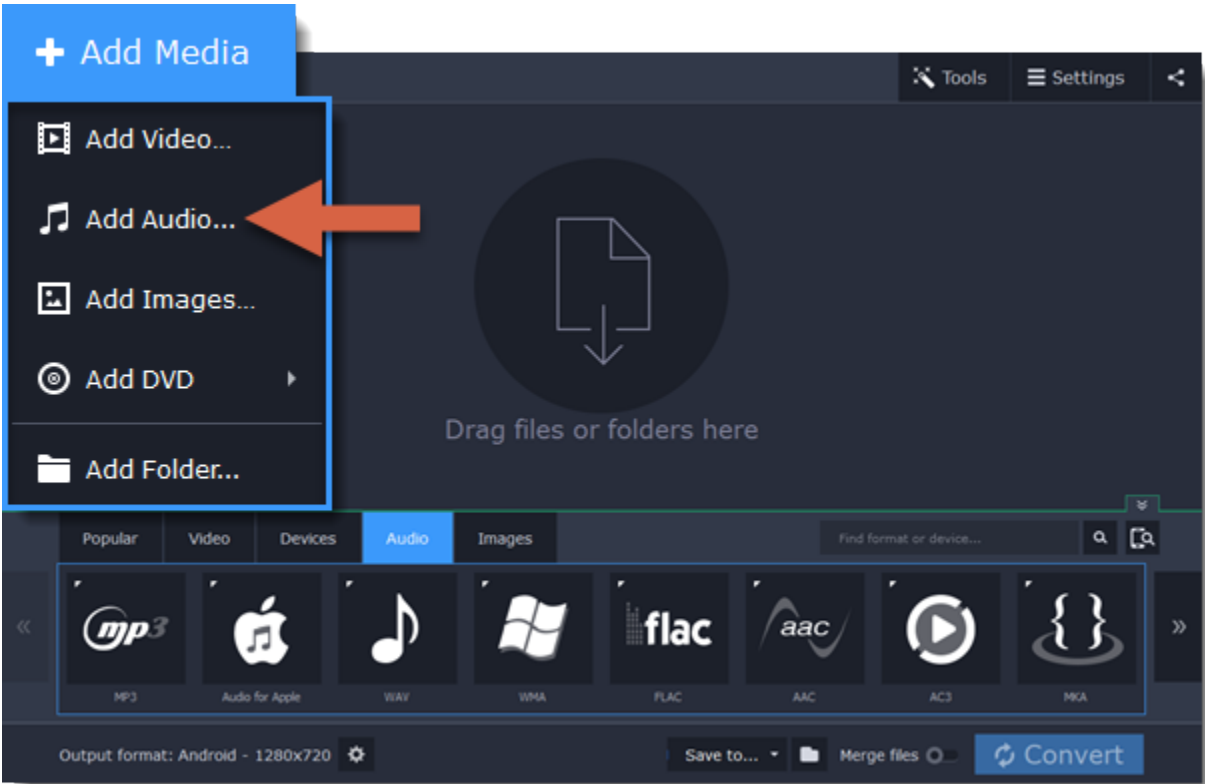 + Add Media
Tools
Settings
Add Video...
Add Audio...
Add Images...
Add DVD
Add Folder...
Drag files or folders here
Popular Video Devices Audio Images
Find format or device...
mp3 flac aac { }
MP3 Audio for Apple WAV WMA FLAC AAC AC3 MKA
Output format: Android - 1280x720
Save to...
Merge files
Convert